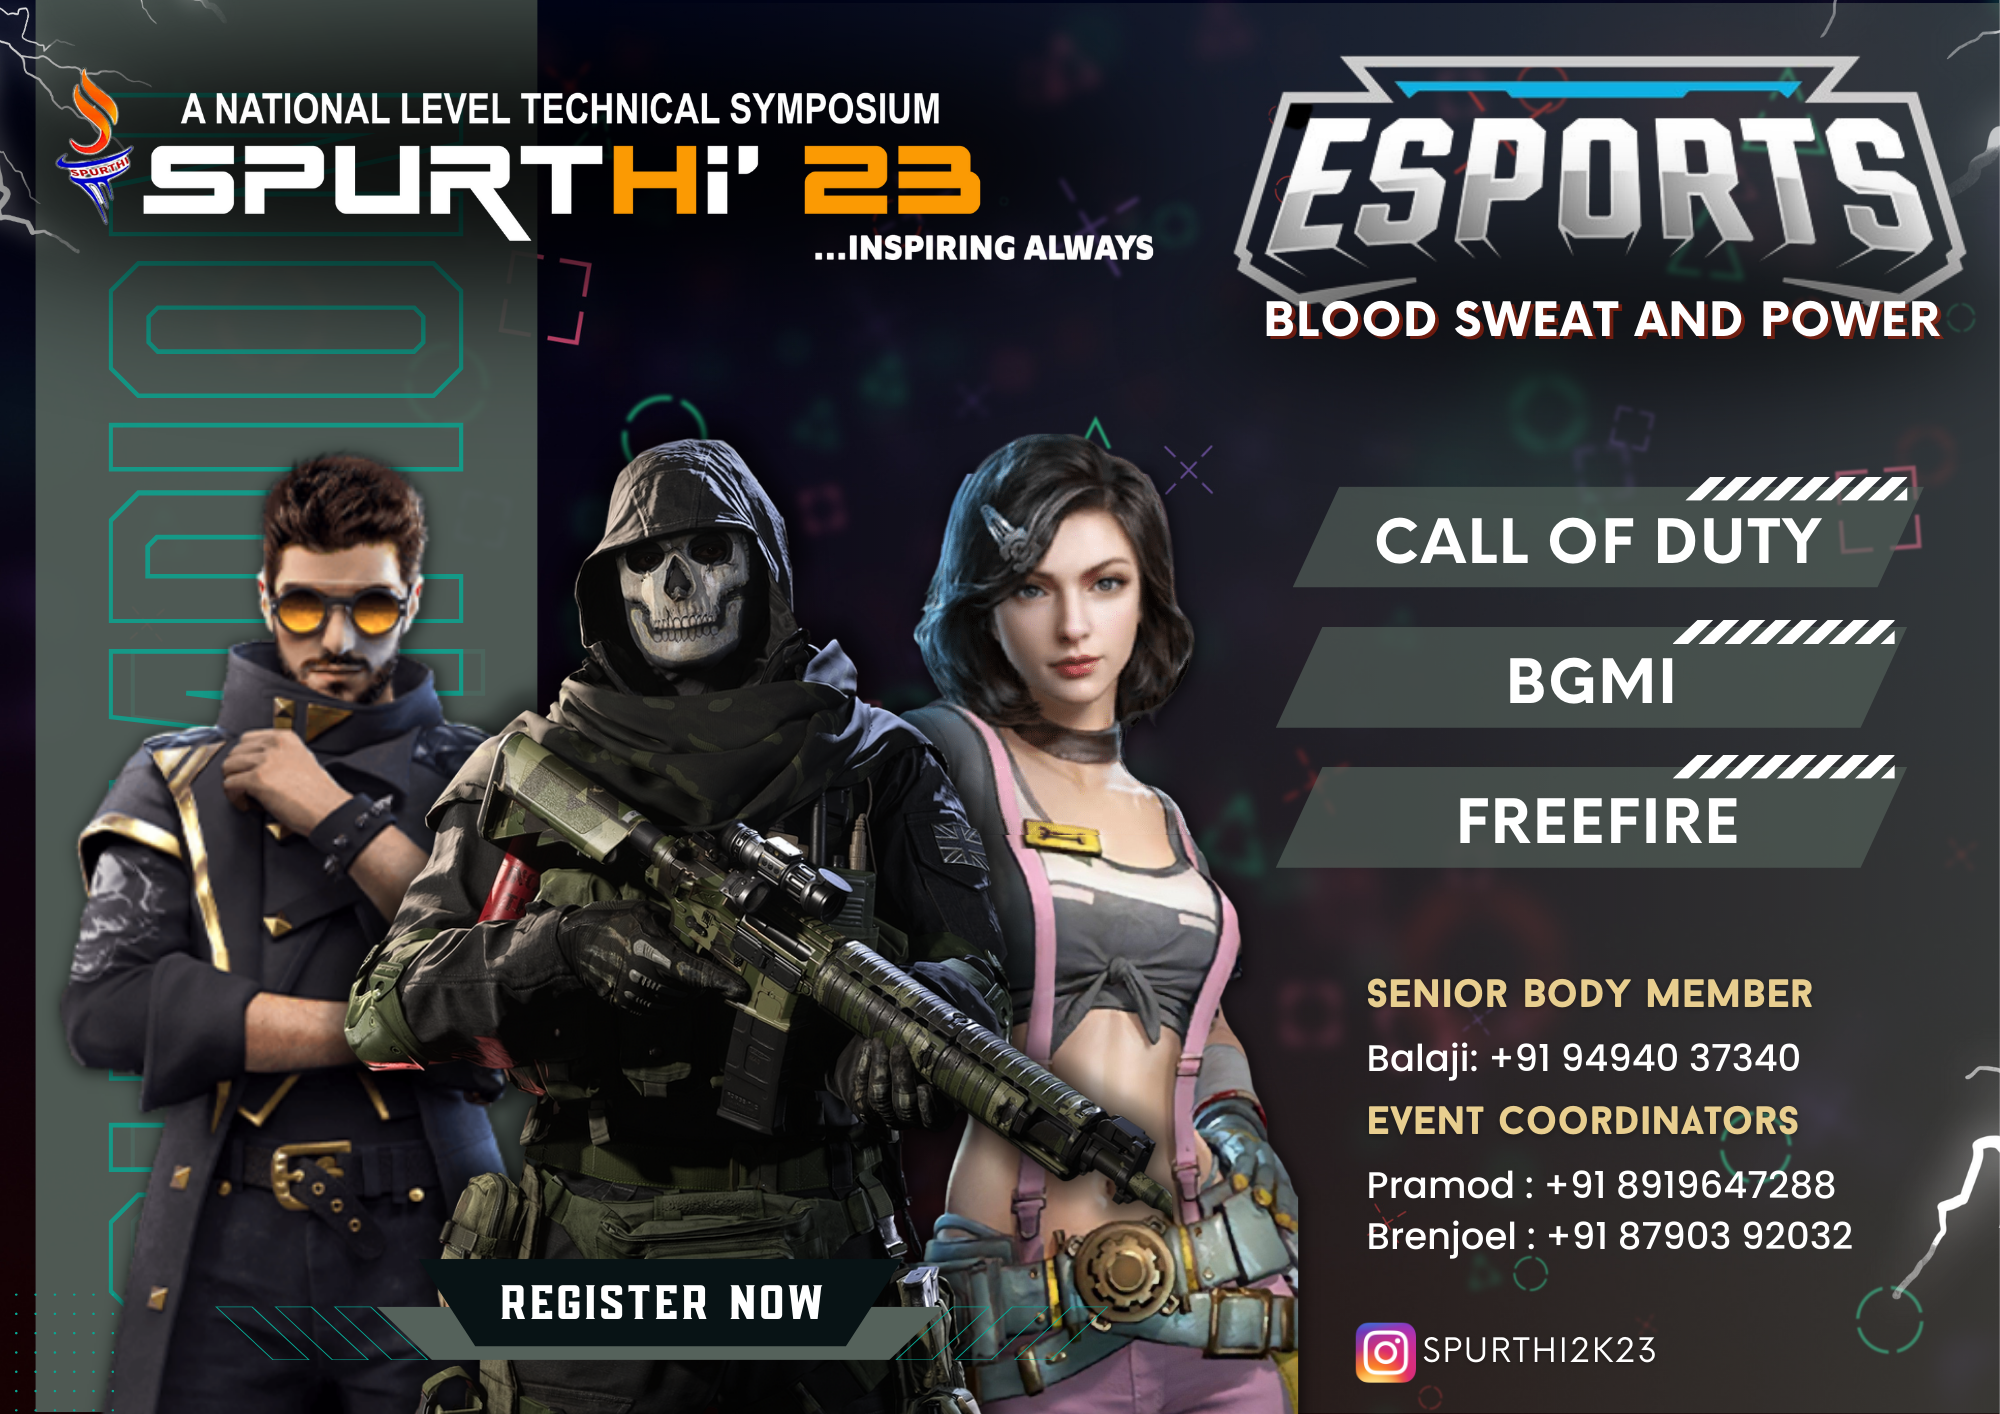 A NATIONAL LEVEL TECHNICAL SYMPOSIUM
SPURTHI
SPURTHi' 23
...INSPIRING ALWAYS
ESPORTS
BLOOD SWEAT AND POWER
CALL OF DUTY
BGMI
FREEFIRE
SENIOR BODY MEMBER
Balaji: +91 94940 37340
EVENT COORDINATORS
Pramod : +91 8919647288
Brenjoel : +91 87903 92032
REGISTER NOW
SPURTHI2K23